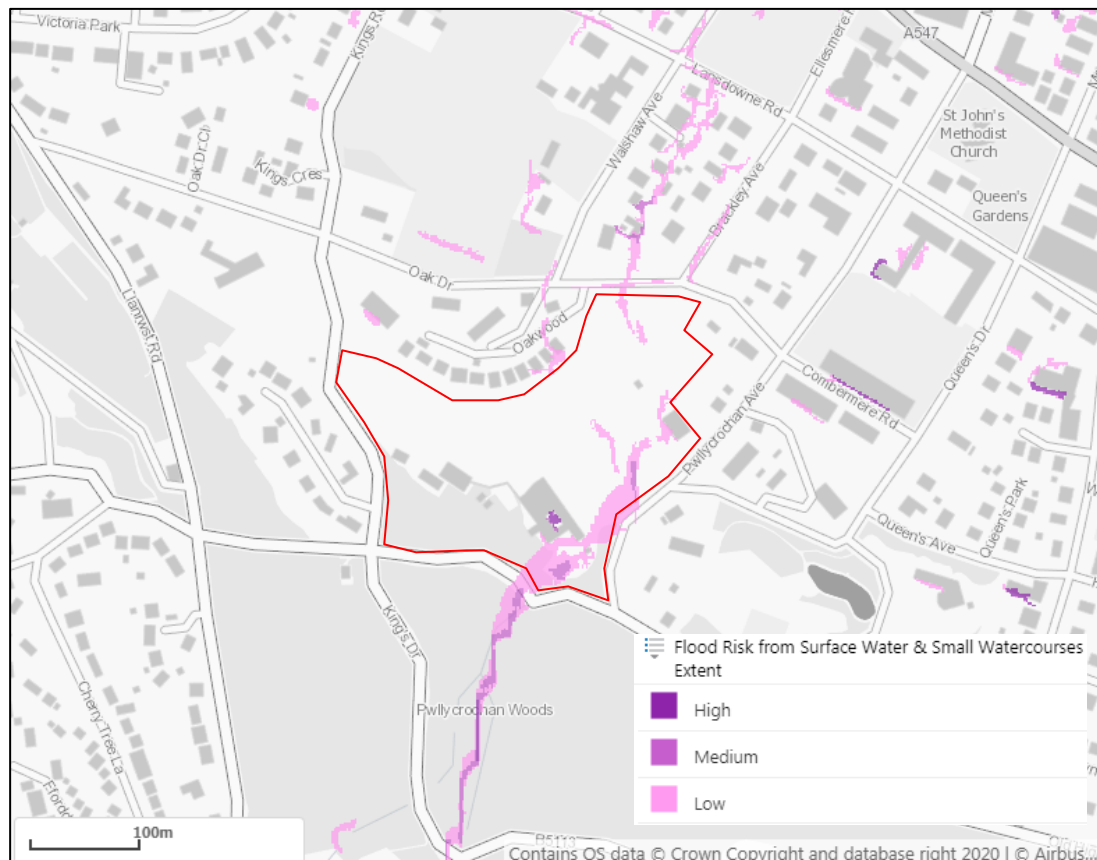 Victoria Park
Kings Rd
Ellesmere
A547
Lansdowne Rd
Walshaw Ave
St John's
Methodist
Church
Oak Dr Cl
Kings Cres
Brackley Ave
Queen's
Gardens
Oak Dr
Llanrwst Rd
Oakwood
Queen's Dr
Combermere Rd
Pwllycrochan Ave
Queen's Park
Queen's Ave
King's Dr
Cherry Tree La
Pwllycrochan Woods
Flood Risk from Surface Water & Small Watercourses
Extent
High
Medium
Low
100m
B5113
Contains OS data © Crown Copyright and database right 2020 | © Airbus...